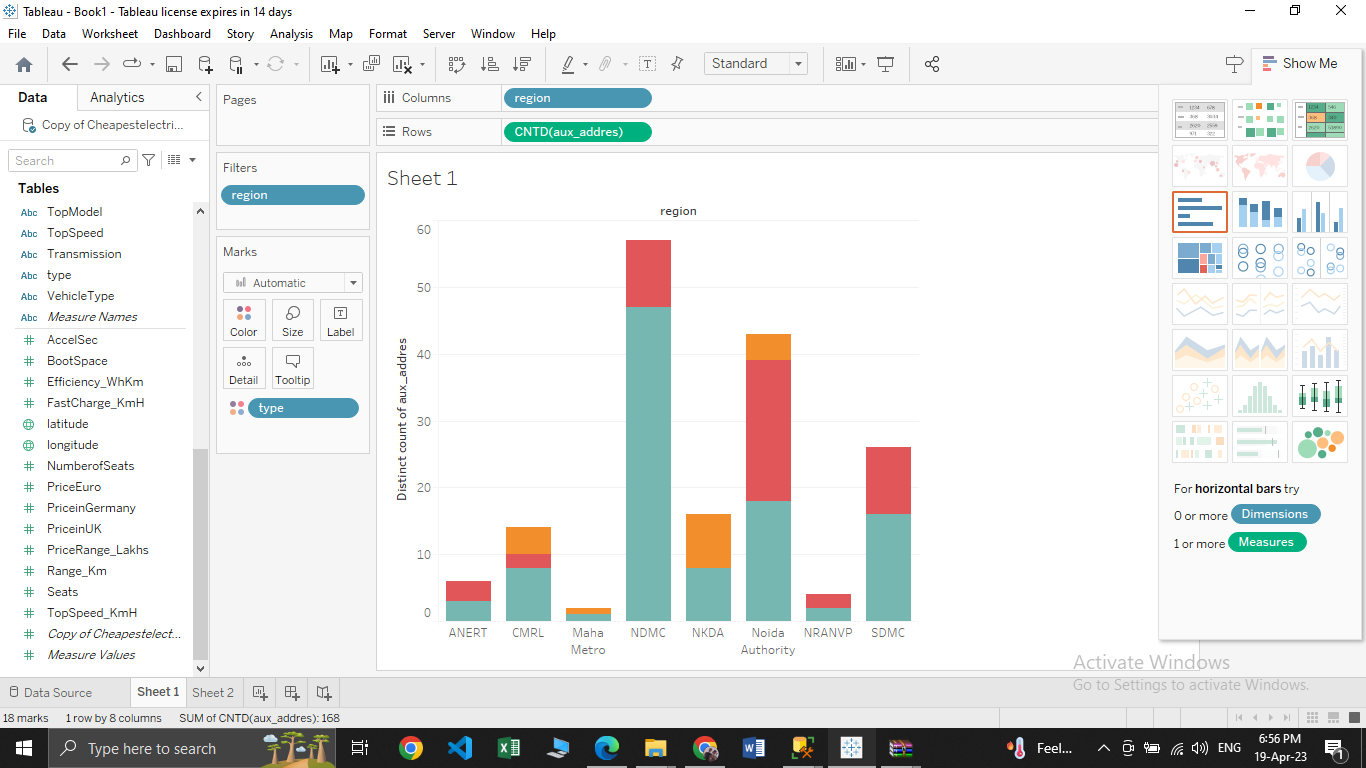 Tableau - Book1 - Tableau license expires in 14 days
File Data Worksheet Dashboard Story Analysis Map Format Server Window Help
Standard
Show Me
Data Analytics
Copy of Cheapestelectri...
Search
Tables
Abc TopModel
Abc TopSpeed
Abc Transmission
Abc type
Abc VehicleType
Abc Measure Names
AccelSec
BootSpace
Efficiency_WhKm
FastCharge_KmH
latitude
longitude
NumberofSeats
PriceEuro
PriceinGermany
PriceinUK
PriceRange_Lakhs
Range_Km
Seats
TopSpeed_KmH
Copy of Cheapestelect...
Measure Values
Pages
Filters
region
Marks
Automatic
Color Size Label
Detail Tooltip
type
Columns region
Rows CNTD(aux_addres)
Sheet 1
region
Distinct count of aux_addres
60
50
40
30
20
10
0
ANERT CMRL Maha Metro NDMC NKDA Noida Authority NRANVP SDMC
For horizontal bars try
0 or more Dimensions
1 or more Measures
Activate Windows
Go to Settings to activate Windows.
Data Source Sheet 1 Sheet 2
18 marks 1 row by 8 columns SUM of CNTD(aux_addres): 168
Type here to search
Feel...
ENG
6:56 PM
19-Apr-23
1